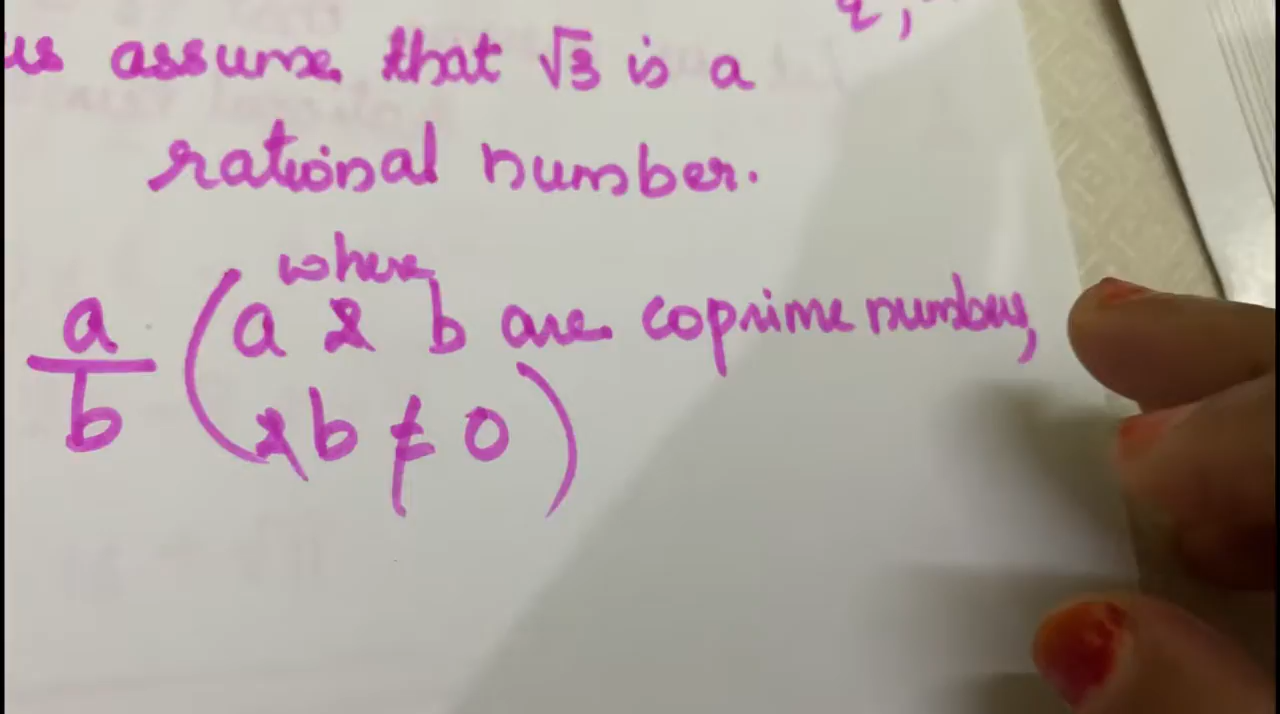 us assume that √3 is a
rational number.
where
a/b (a & b are coprime numbers,
& b ≠ 0)